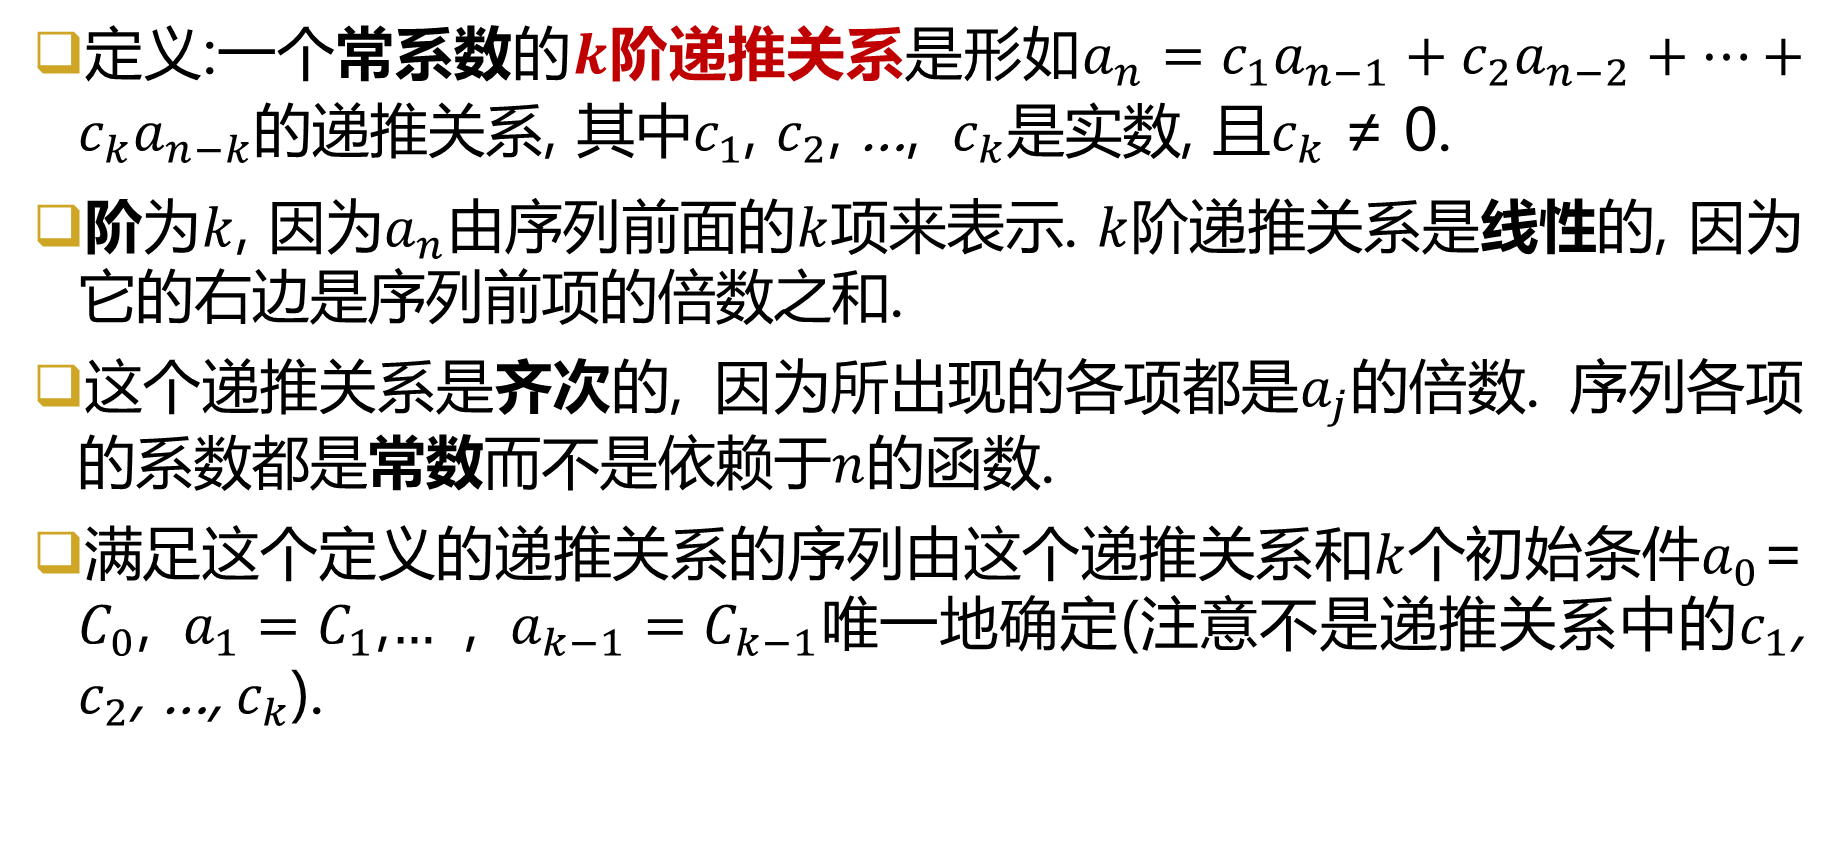 定义:一个常系数的k阶递推关系是形如aₙ = c₁aₙ₋₁ + c₂aₙ₋₂ + ⋯ +
cₖaₙ₋ₖ的递推关系, 其中c₁, c₂, …, cₖ是实数, 且cₖ ≠ 0.
阶为k, 因为aₙ由序列前面的k项来表示. k阶递推关系是线性的, 因为
它的右边是序列前项的倍数之和.
这个递推关系是齐次的, 因为所出现的各项都是aⱼ的倍数. 序列各项
的系数都是常数而不是依赖于n的函数.
满足这个定义的递推关系的序列由这个递推关系和k个初始条件a₀ =
C₀, a₁ = C₁,… , aₖ₋₁ = Cₖ₋₁唯一地确定(注意不是递推关系中的c₁,
c₂, …, cₖ).